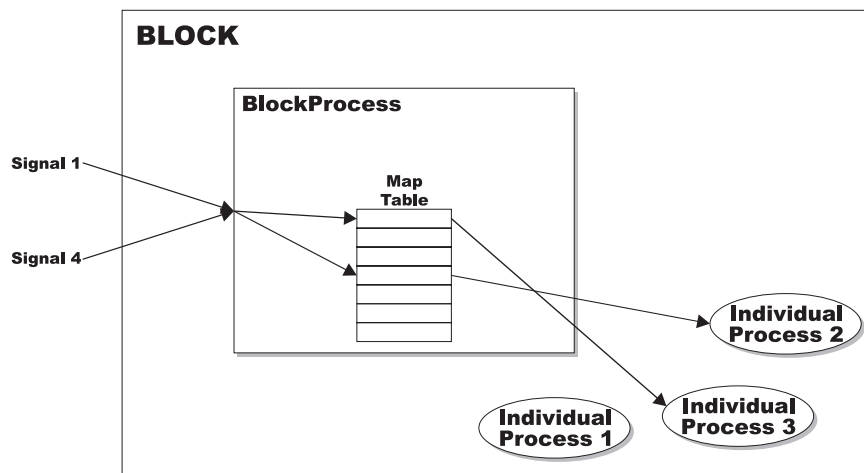 BLOCK
BlockProcess
Signal 1
Map
Table
Signal 4
Individual
Process 2
Individual
Process 3
Individual
Process 1